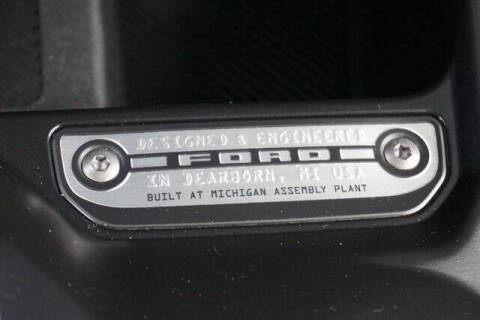 DESIGNED & ENGINEERED
FORD
IN DEARBORN, MI USA
BUILT AT MICHIGAN ASSEMBLY PLANT